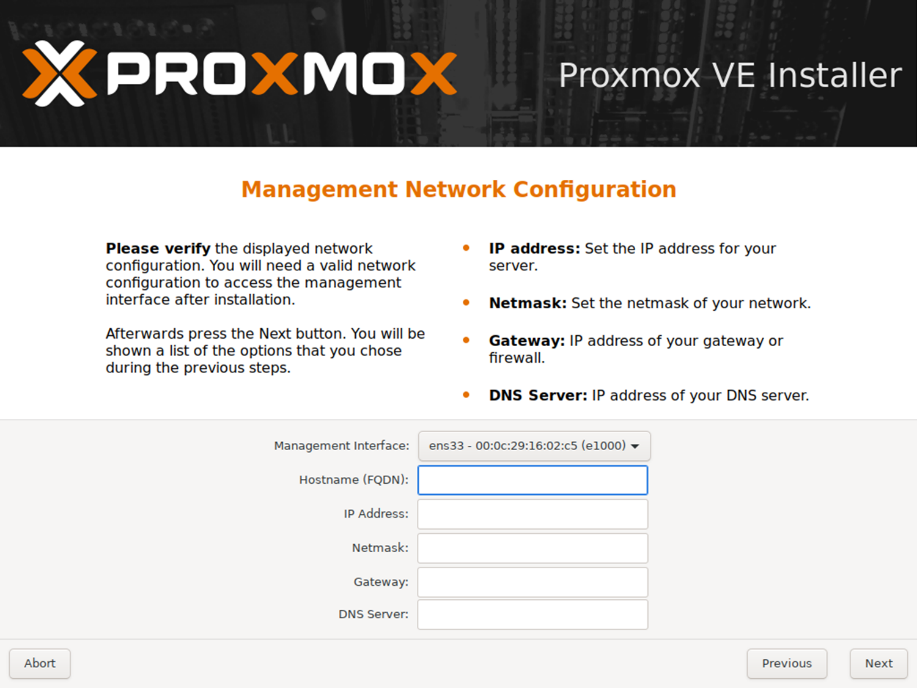 PROXMOX
Proxmox VE Installer
Management Network Configuration
Please verify the displayed network
configuration. You will need a valid network
configuration to access the management
interface after installation.
Afterwards press the Next button. You will be
shown a list of the options that you chose
during the previous steps.
IP address: Set the IP address for your
server.
Netmask: Set the netmask of your network.
Gateway: IP address of your gateway or
firewall.
DNS Server: IP address of your DNS server.
Management Interface: ens33 - 00:0c:29:16:02:c5 (e1000)
Hostname (FQDN):
IP Address:
Netmask:
Gateway:
DNS Server:
Abort Previous Next